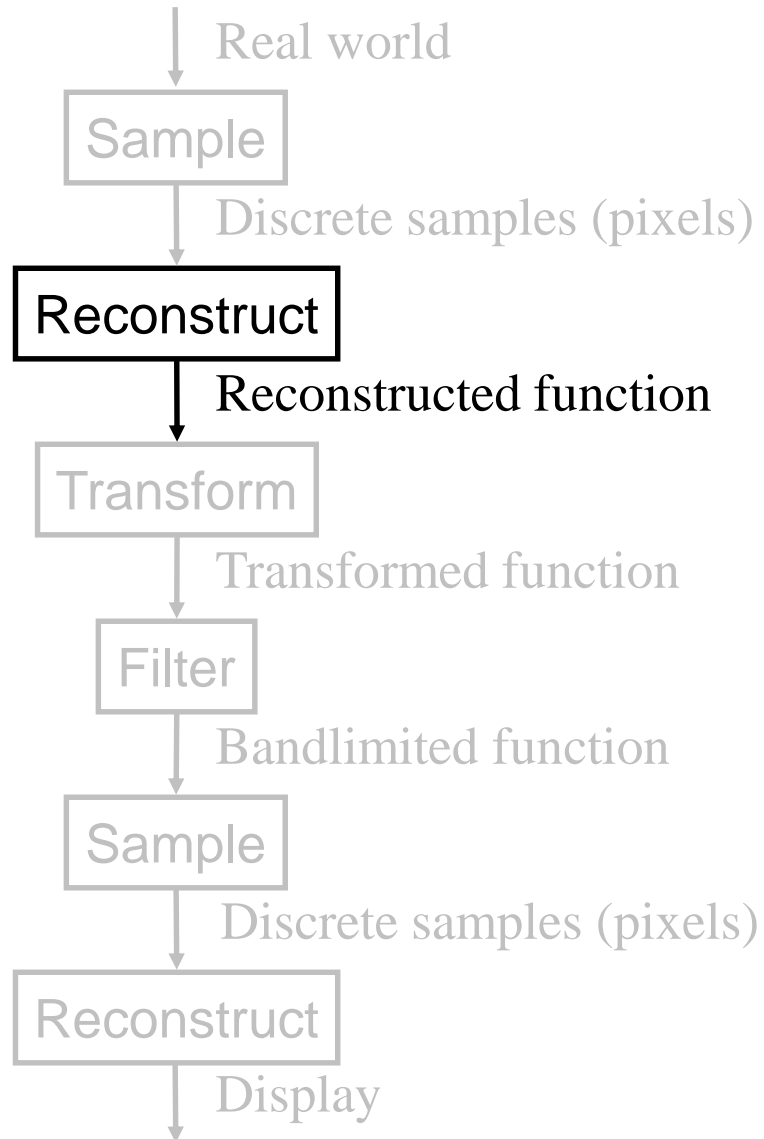 Real world
Sample
Discrete samples (pixels)
Reconstruct
Reconstructed function
Transform
Transformed function
Filter
Bandlimited function
Sample
Discrete samples (pixels)
Reconstruct
Display